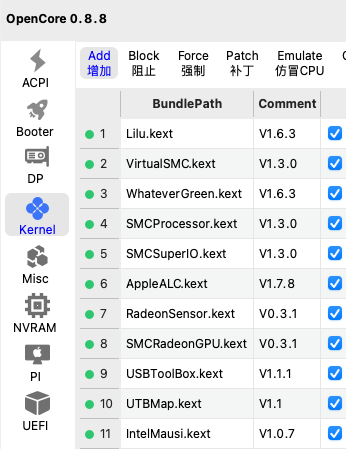 OpenCore 0.8.8
ACPI
Booter
DP
Kernel
Misc
NVRAM
PI
UEFI
Add Block Force Patch Emulate
增加 阻止 强制 补丁 仿冒CPU
BundlePath Comment
1 Lilu.kext V1.6.3
2 VirtualSMC.kext V1.3.0
3 WhateverGreen.kext V1.6.3
4 SMCProcessor.kext V1.3.0
5 SMCSuperIO.kext V1.3.0
6 AppleALC.kext V1.7.8
7 RadeonSensor.kext V0.3.1
8 SMCRadeonGPU.kext V0.3.1
9 USBToolBox.kext V1.1.1
10 UTBMap.kext V1.1
11 IntelMausi.kext V1.0.7